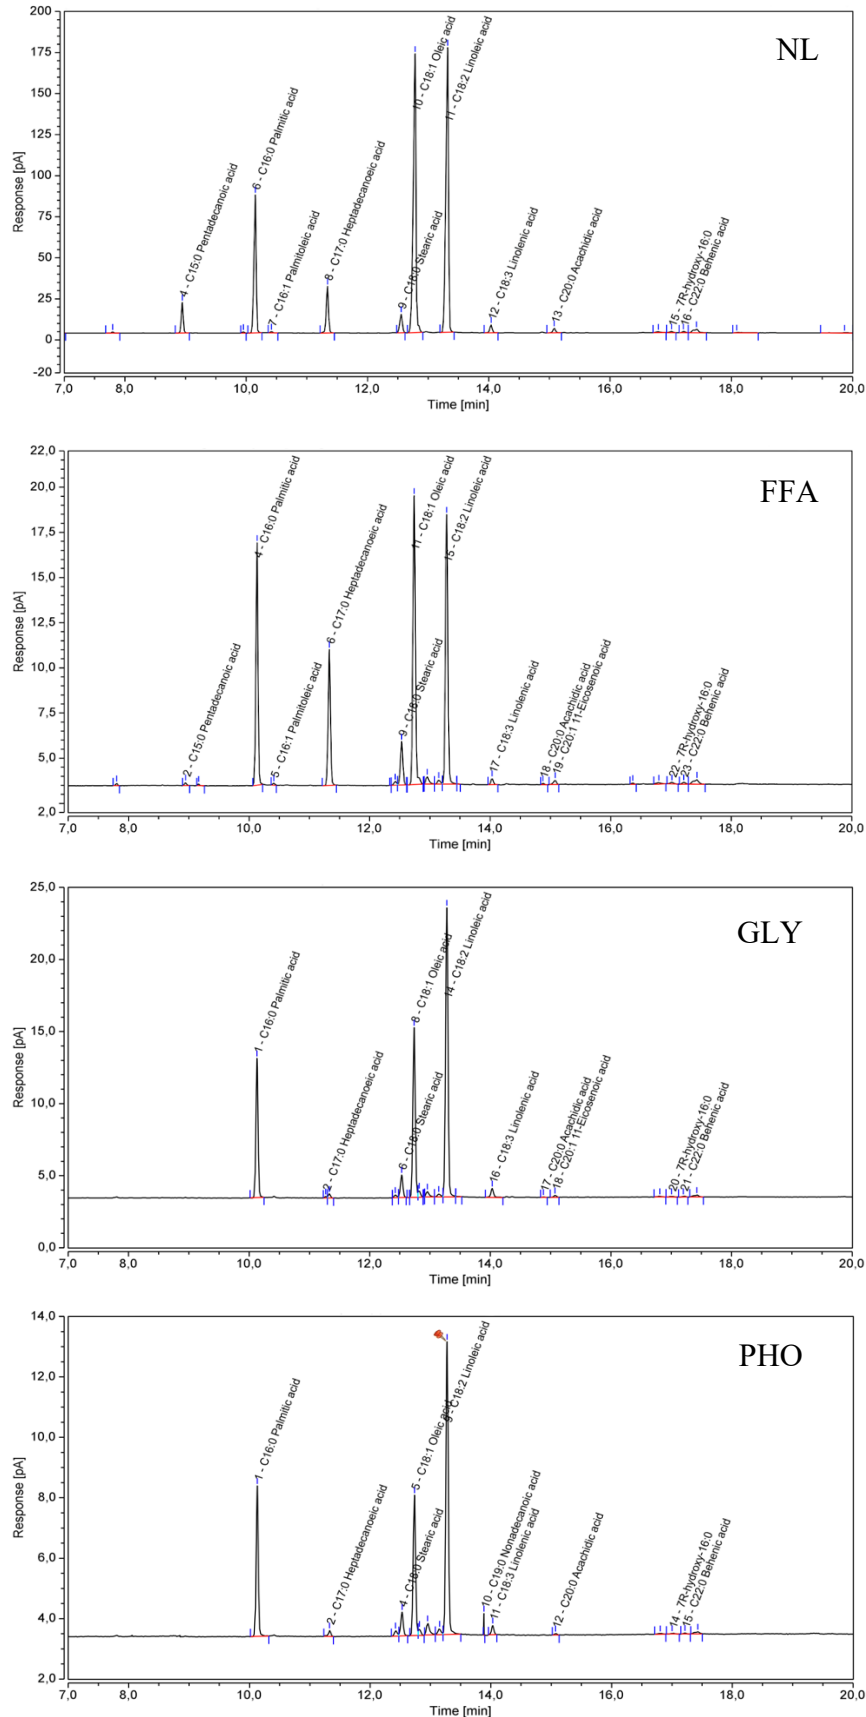 NL
Response [pA]
200
175
150
125
100
75
50
25
0
-20
4 - C15:0 Pentadecanoic acid
6 - C16:0 Palmitic acid
7 - C16:1 Palmitoleic acid
8 - C17:0 Heptadecanoeic acid
9 - C18:0 Stearic acid
10 - C18:1 Oleic acid
11 - C18:2 Linoleic acid
12 - C18:3 Linolenic acid
13 - C20:0 Acachidic acid
15 - 7R-hydroxy-16:0
16 - C22:0 Behenic acid
7,0 8,0 10,0 12,0 14,0 16,0 18,0 20,0
Time [min]
FFA
Response [pA]
22,0
20,0
17,5
15,0
12,5
10,0
7,5
5,0
2,0
2 - C15:0 Pentadecanoic acid
4 - C16:0 Palmitic acid
5 - C16:1 Palmitoleic acid
6 - C17:0 Heptadecanoeic acid
9 - C18:0 Stearic acid
11 - C18:1 Oleic acid
15 - C18:2 Linoleic acid
17 - C18:3 Linolenic acid
18 - C20:0 Acachidic acid
19 - C20:1 11-Eicosenoic acid
22 - 7R-hydroxy-16:0
23 - C22:0 Behenic acid
7,0 8,0 10,0 12,0 14,0 16,0 18,0 20,0
Time [min]
GLY
Response [pA]
25,0
20,0
15,0
10,0
5,0
0,0
1 - C16:0 Palmitic acid
2 - C17:0 Heptadecanoeic acid
6 - C18:0 Stearic acid
8 - C18:1 Oleic acid
14 - C18:2 Linoleic acid
16 - C18:3 Linolenic acid
17 - C20:0 Acachidic acid
18 - C20:1 11-Eicosenoic acid
20 - 7R-hydroxy-16:0
21 - C22:0 Behenic acid
7,0 8,0 10,0 12,0 14,0 16,0 18,0 20,0
Time [min]
PHO
Response [pA]
14,0
12,0
10,0
8,0
6,0
4,0
2,0
1 - C16:0 Palmitic acid
2 - C17:0 Heptadecanoeic acid
4 - C18:0 Stearic acid
5 - C18:1 Oleic acid
9 - C18:2 Linoleic acid
10 - C19:0 Nonadecanoic acid
11 - C18:3 Linolenic acid
12 - C20:0 Acachidic acid
14 - 7R-hydroxy-16:0
15 - C22:0 Behenic acid
7,0 8,0 10,0 12,0 14,0 16,0 18,0 20,0
Time [min]